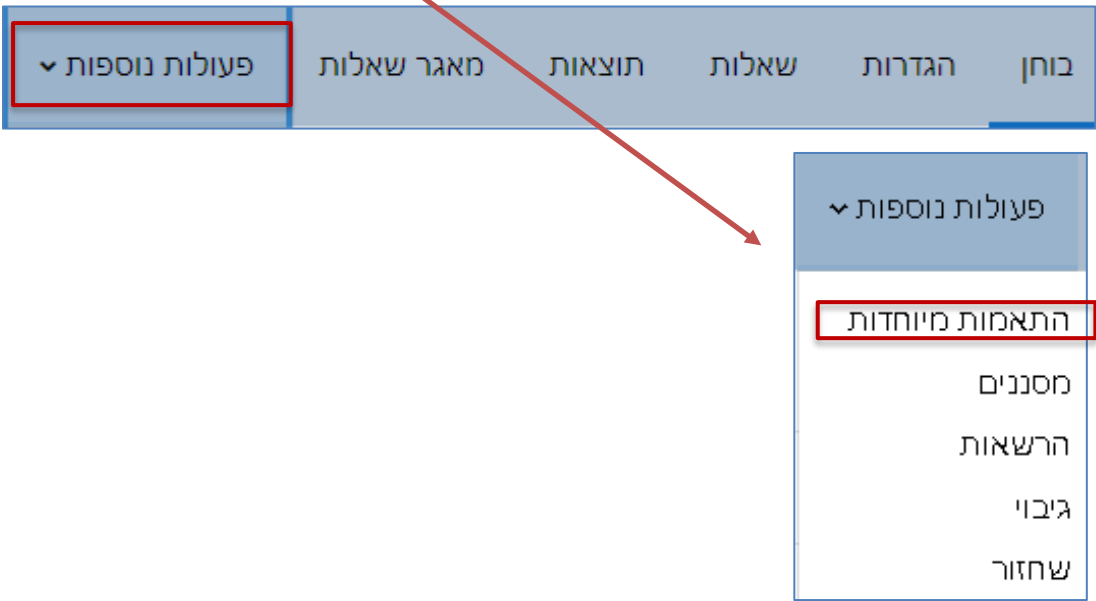 בוחן הגדרות שאלות תוצאות מאגר שאלות פעולות נוספות
פעולות נוספות
התאמות מיוחדות
מסננים
הרשאות
גיבוי
שחזור